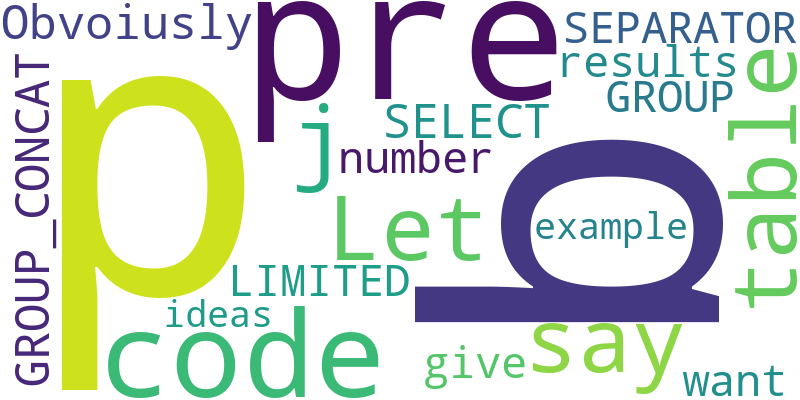 Obvoiusly
pre
SEPARATOR
results
GROUP
table
GROUP_CONCAT
p
j
SELECT
number
Let
b
example
LIMITED
ideas
code
say
give
want